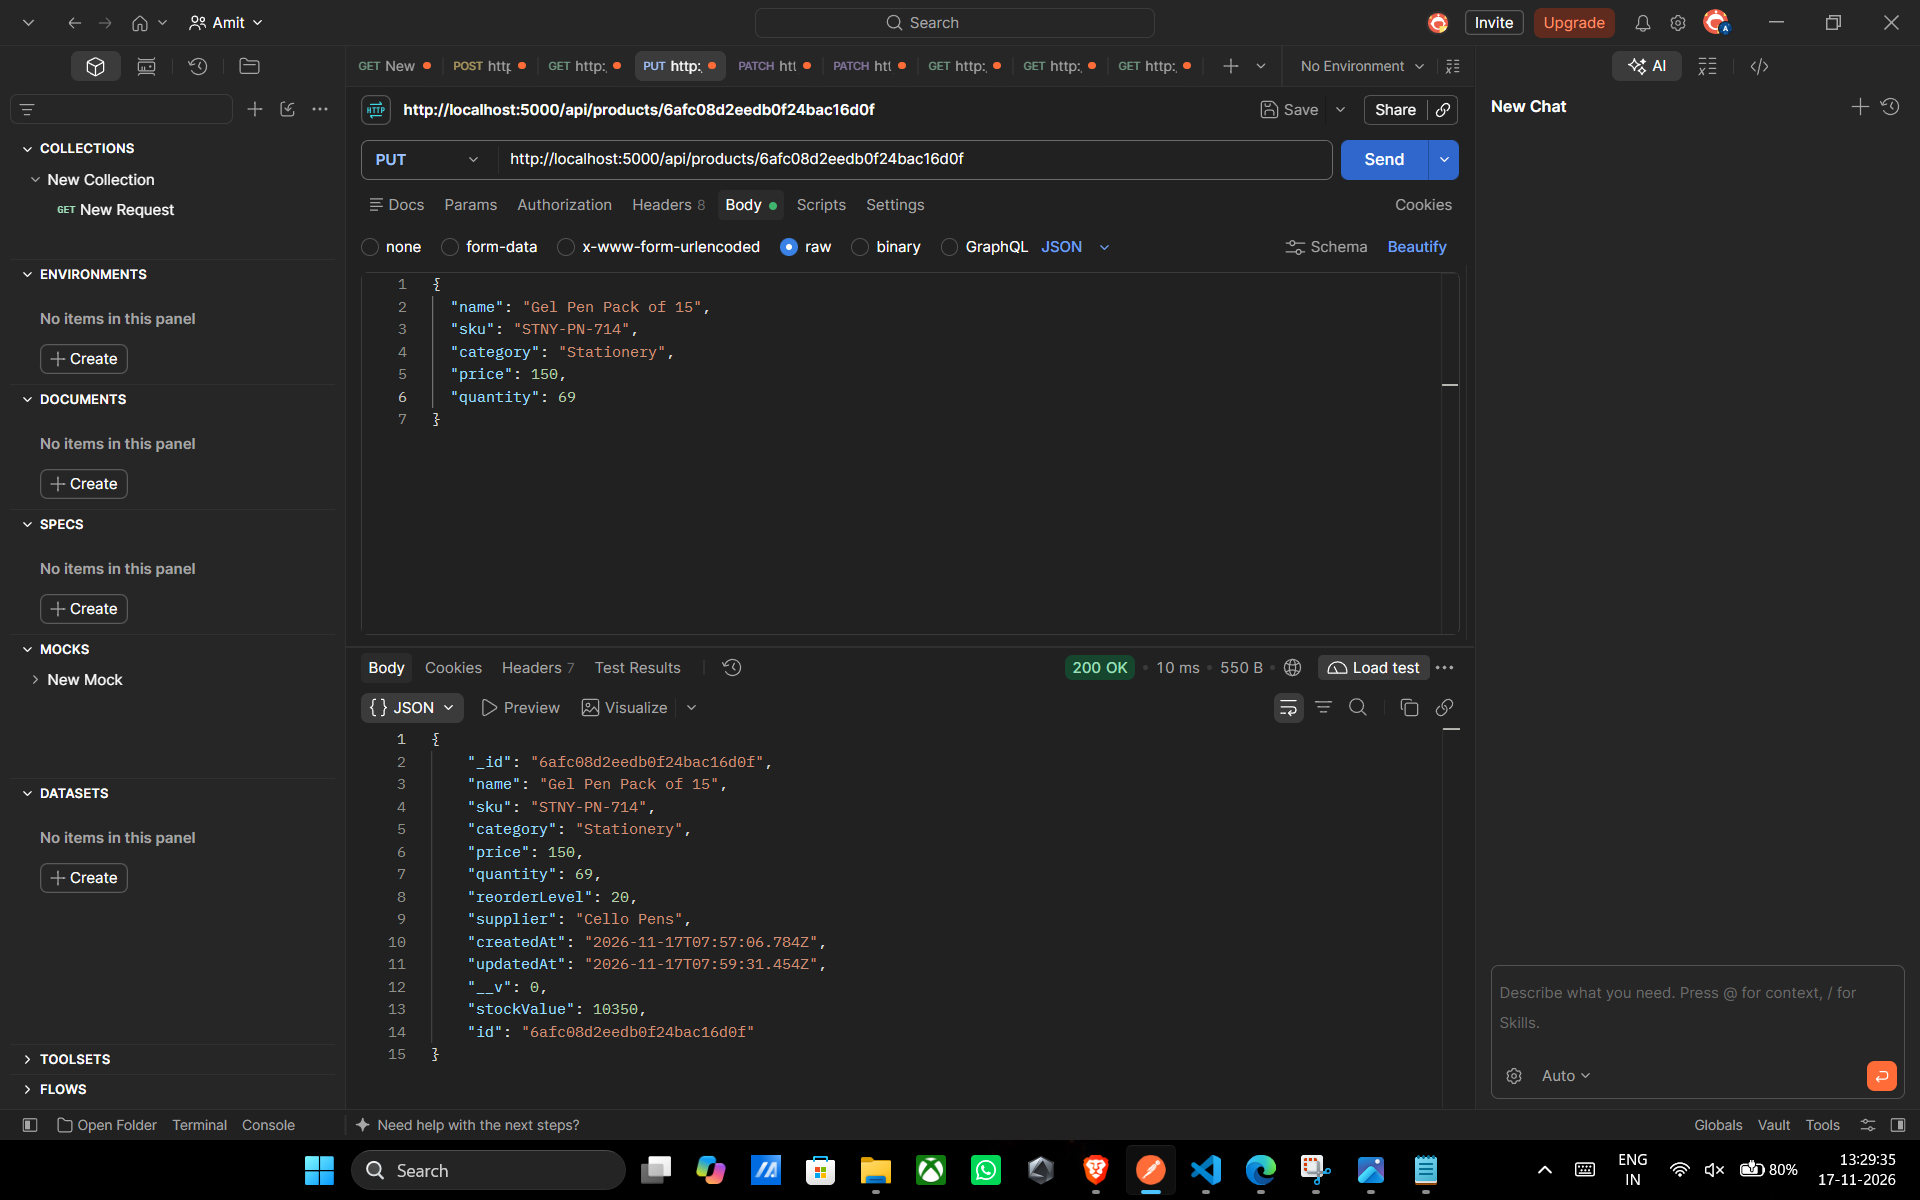 Amit
Search
Invite
Upgrade
GET New
POST http
GET http:
PUT http:
PATCH htt
PATCH htt
GET http:
GET http:
GET http:
No Environment
AI
HTTP
http://localhost:5000/api/products/6afc08d2eedb0f24bac16d0f
Save
Share
New Chat
COLLECTIONS
New Collection
GET New Request
PUT
http://localhost:5000/api/products/6afc08d2eedb0f24bac16d0f
Send
Docs
Params
Authorization
Headers 8
Body
Scripts
Settings
Cookies
none
form-data
x-www-form-urlencoded
raw
binary
GraphQL
JSON
Schema
Beautify
ENVIRONMENTS
No items in this panel
Create
DOCUMENTS
No items in this panel
Create
SPECS
No items in this panel
Create
MOCKS
New Mock
DATASETS
No items in this panel
Create
TOOLSETS
FLOWS
1 {
2 "name": "Gel Pen Pack of 15",
3 "sku": "STNY-PN-714",
4 "category": "Stationery",
5 "price": 150,
6 "quantity": 69
7 }
Body
Cookies
Headers 7
Test Results
200 OK
10 ms
550 B
Load test
{} JSON
Preview
Visualize
1 {
2 "_id": "6afc08d2eedb0f24bac16d0f",
3 "name": "Gel Pen Pack of 15",
4 "sku": "STNY-PN-714",
5 "category": "Stationery",
6 "price": 150,
7 "quantity": 69,
8 "reorderLevel": 20,
9 "supplier": "Cello Pens",
10 "createdAt": "2026-11-17T07:57:06.784Z",
11 "updatedAt": "2026-11-17T07:59:31.454Z",
12 "__v": 0,
13 "stockValue": 10350,
14 "id": "6afc08d2eedb0f24bac16d0f"
15 }
Describe what you need. Press @ for context, / for
Skills.
Auto
Open Folder
Terminal
Console
Need help with the next steps?
Globals
Vault
Tools
Search
ENG
IN
80%
13:29:35
17-11-2026